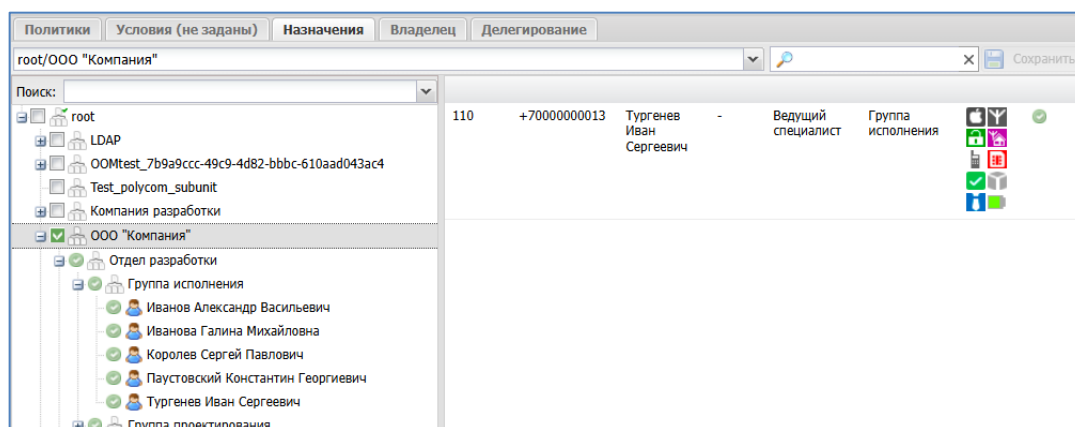 Политики Условия (не заданы) Назначения Владелец Делегирование
root/ООО "Компания" Сохранить
Поиск:
root
LDAP
OOMtest_7b9a9ccc-49c9-4d82-bbbc-610aad043ac4
Test_polycom_subunit
Компания разработки
ООО "Компания"
Отдел разработки
Группа исполнения
Иванов Александр Васильевич
Иванова Галина Михайловна
Королев Сергей Павлович
Паустовский Константин Георгиевич
Тургенев Иван Сергеевич
Группа проектирования
110 +70000000013 Тургенев - Ведущий Группа
Иван специалист исполнения
Сергеевич